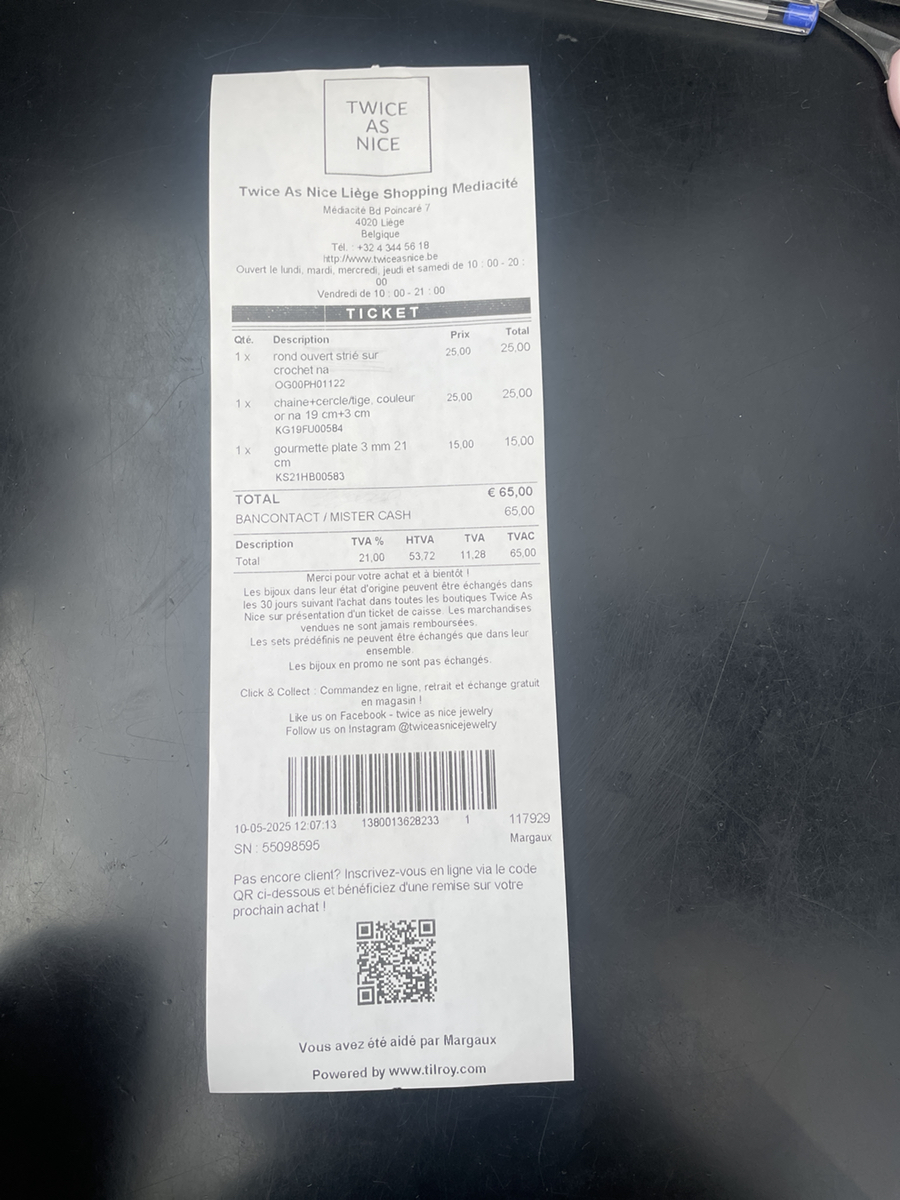 TWICE
AS
NICE
Twice As Nice Liège Shopping Mediacité
Médiacité Bd Poincaré 7
4020 Liège
Belgique
Tél. : +32 4 344 56 18
http://www.twiceasnice.be
Ouvert le lundi, mardi, mercredi, jeudi et samedi de 10 : 00 - 20 :
00
Vendredi de 10 : 00 - 21 : 00
TICKET
Qté. Description Prix Total
1 x rond ouvert strié sur 25,00 25,00
crochet na
OG00PH01122
1 x chaine+cercle/tige, couleur 25,00 25,00
or na 19 cm+3 cm
KG19FU00584
1 x gourmette plate 3 mm 21 15,00 15,00
cm
KS21HB00583
TOTAL € 65,00
BANCONTACT / MISTER CASH 65,00
Description TVA % HTVA TVA TVAC
Total 21,00 53,72 11,28 65,00
Merci pour votre achat et à bientôt !
Les bijoux dans leur état d'origine peuvent être échangés dans
les 30 jours suivant l'achat dans toutes les boutiques Twice As
Nice sur présentation d'un ticket de caisse. Les marchandises
vendues ne sont jamais remboursées.
Les sets prédéfinis ne peuvent être échangés que dans leur
ensemble.
Les bijoux en promo ne sont pas échangés.
Click & Collect : Commandez en ligne, retrait et échange gratuit
en magasin !
Like us on Facebook - twice as nice jewelry
Follow us on Instagram @twiceasnicejewelry
10-05-2025 12:07:13 1380013628233 1 117929
SN : 55098595 Margaux
Pas encore client? Inscrivez-vous en ligne via le code
QR ci-dessous et bénéficiez d'une remise sur votre
prochain achat !
Vous avez été aidé par Margaux
Powered by www.tilroy.com